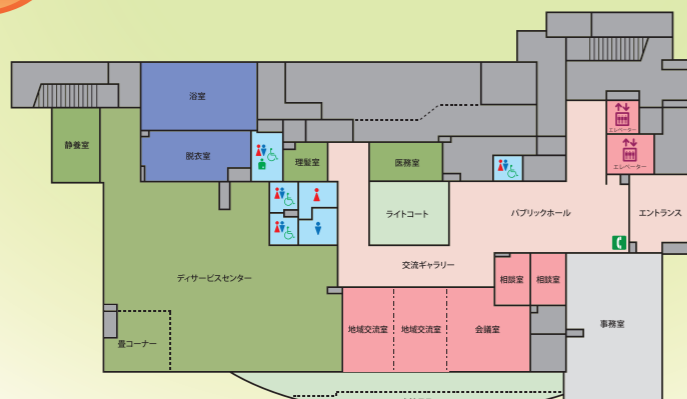 浴室
エレベーター
静養室
脱衣室
理髪室
医務室
エレベーター
ライトコート
パブリックホール
エントランス
交流ギャラリー
ディサービスセンター
相談室
相談室
地域交流室
地域交流室
会議室
事務室
畳コーナー